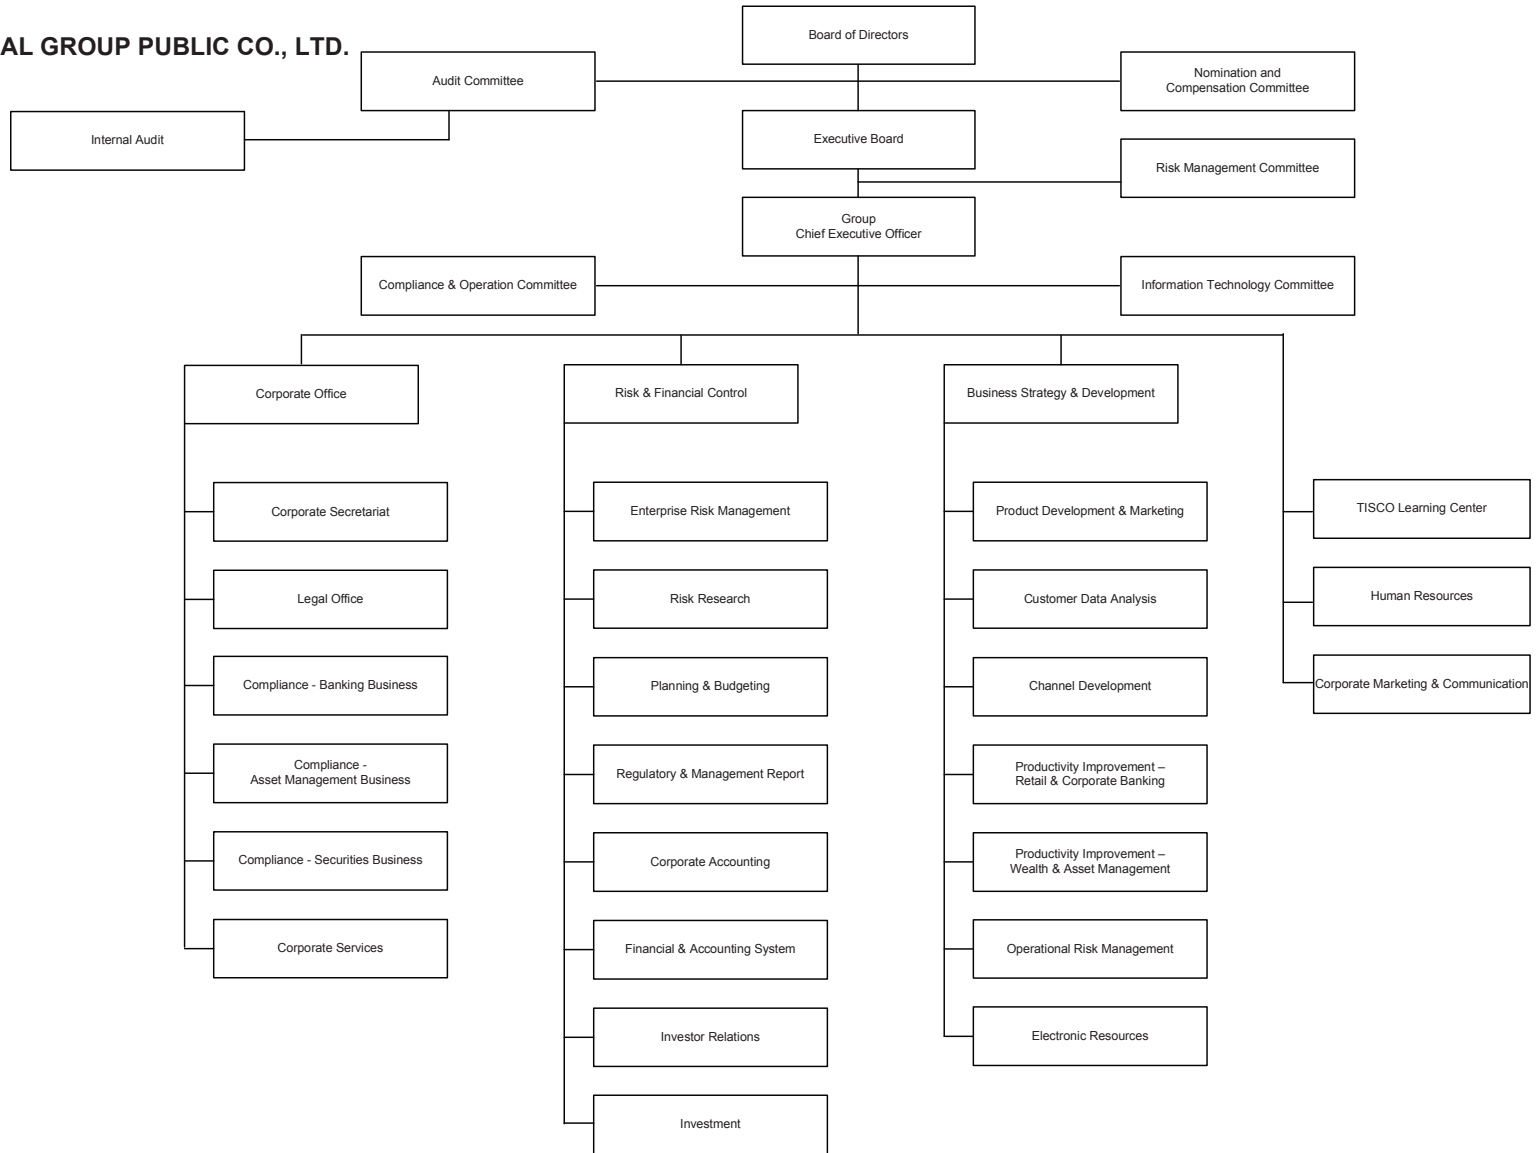 AL GROUP PUBLIC CO., LTD.
Board of Directors
Audit Committee
Nomination and
Compensation Committee
Internal Audit
Executive Board
Risk Management Committee
Group
Chief Executive Officer
Compliance & Operation Committee
Information Technology Committee
Corporate Office
Corporate Secretariat
Legal Office
Compliance - Banking Business
Compliance -
Asset Management Business
Compliance - Securities Business
Corporate Services
Risk & Financial Control
Enterprise Risk Management
Risk Research
Planning & Budgeting
Regulatory & Management Report
Corporate Accounting
Financial & Accounting System
Investor Relations
Investment
Business Strategy & Development
Product Development & Marketing
Customer Data Analysis
Channel Development
Productivity Improvement –
Retail & Corporate Banking
Productivity Improvement –
Wealth & Asset Management
Operational Risk Management
Electronic Resources
TISCO Learning Center
Human Resources
Corporate Marketing & Communication